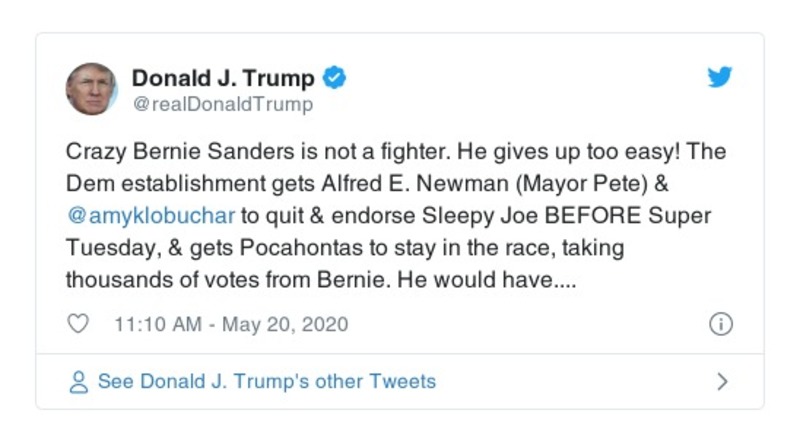 Donald J. Trump
@realDonaldTrump
Crazy Bernie Sanders is not a fighter. He gives up too easy! The
Dem establishment gets Alfred E. Newman (Mayor Pete) &
@amyklobuchar to quit & endorse Sleepy Joe BEFORE Super
Tuesday, & gets Pocahontas to stay in the race, taking
thousands of votes from Bernie. He would have....
11:10 AM - May 20, 2020
See Donald J. Trump's other Tweets